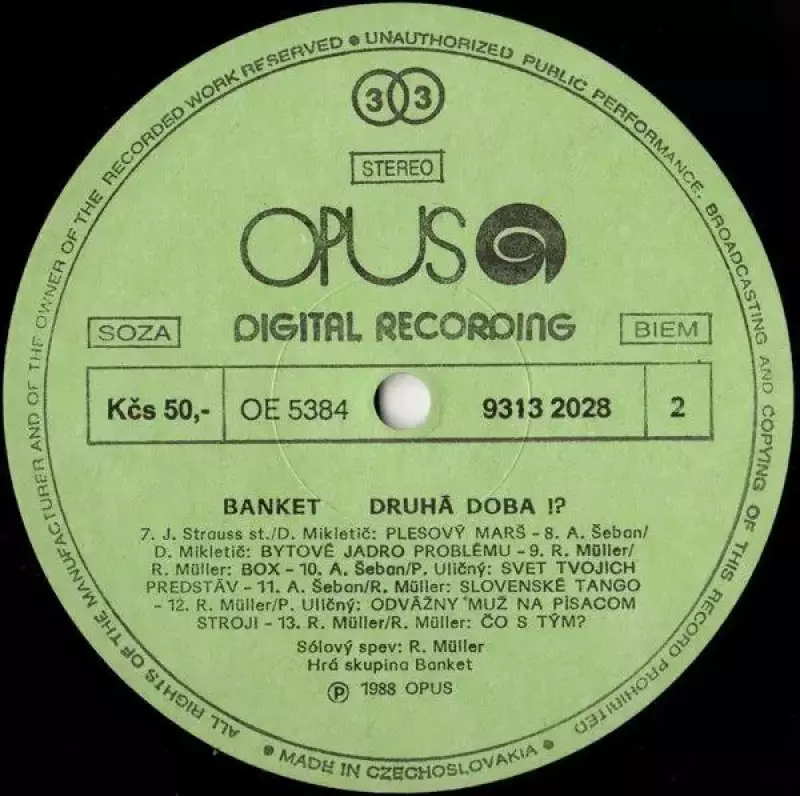 ALL RIGHTS OF THE MANUFACTURER AND OF THE OWNER OF THE RECORDED WORK RESERVED ● UNAUTHORIZED PUBLIC PERFORMANCE, BROADCASTING AND COPYING OF THIS RECORD PROHIBITED
33
STEREO
OPUS
SOZA
DIGITAL RECORDING
BIEM
Kčs 50,-
OE 5384
9313 2028
2
BANKET DRUHÁ DOBA !?
7. J. Strauss st./D. Mikletič: PLESOVÝ MARŠ - 8. A. Šeban/
D. Mikletič: BYTOVÉ JADRO PROBLÉMU - 9. R. Müller/
R. Müller: BOX - 10. A. Šeban/P. Uličný: SVET TVOJICH
PREDSTÁV - 11. A. Šeban/R. Müller: SLOVENSKÉ TANGO
- 12. R. Müller/P. Uličný: ODVÁŽNY MUŽ NA PÍSACOM
STROJI - 13. R. Müller/R. Müller: ČO S TÝM?
Sólový spev: R. Müller
Hrá skupina Banket
Ⓟ 1988 OPUS
● MADE IN CZECHOSLOVAKIA ●